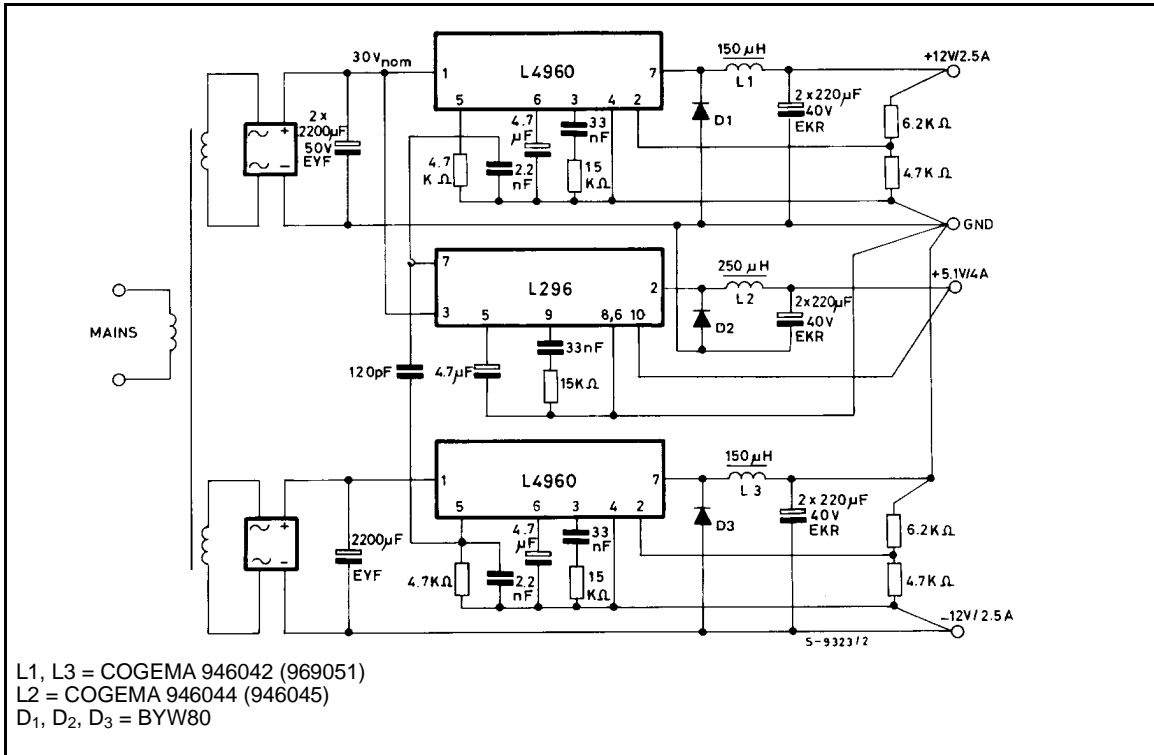 30V nom
1
L4960
7
5
6
3
4
2
150μH
L1
+12V/2.5A
2x
2200μF
50V
EYF
+
−
4.7
μF
33
nF
4.7
KΩ
2.2
nF
15
KΩ
D1
2x220μF
40V
EKR
6.2KΩ
4.7KΩ
GND
7
3
L296
2
5
9
8,6
10
250μH
L2
+5.1V/4A
D2
2x220μF
40V
EKR
MAINS
120pF
4.7μF
33nF
15KΩ
1
L4960
7
5
6
3
4
2
150μH
L3
+
−
2200μF
EYF
4.7
μF
33
nF
4.7KΩ
2.2
nF
15
KΩ
D3
2x220μF
40V
EKR
6.2KΩ
4.7KΩ
−12V/2.5A
S-9323/2
L1, L3 = COGEMA 946042 (969051)
L2 = COGEMA 946044 (946045)
D1, D2, D3 = BYW80